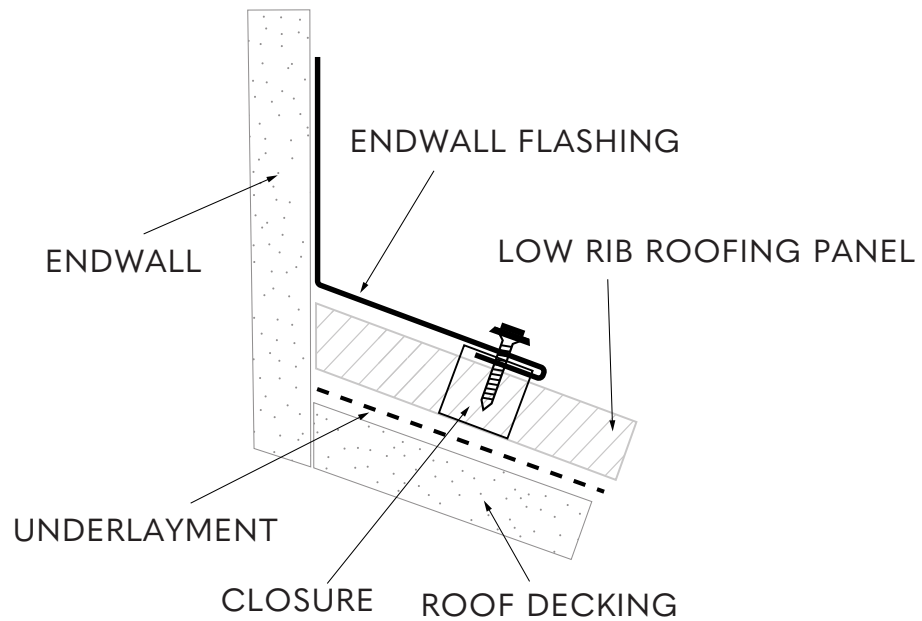 ENDWALL FLASHING
LOW RIB ROOFING PANEL
ENDWALL
UNDERLAYMENT
CLOSURE
ROOF DECKING